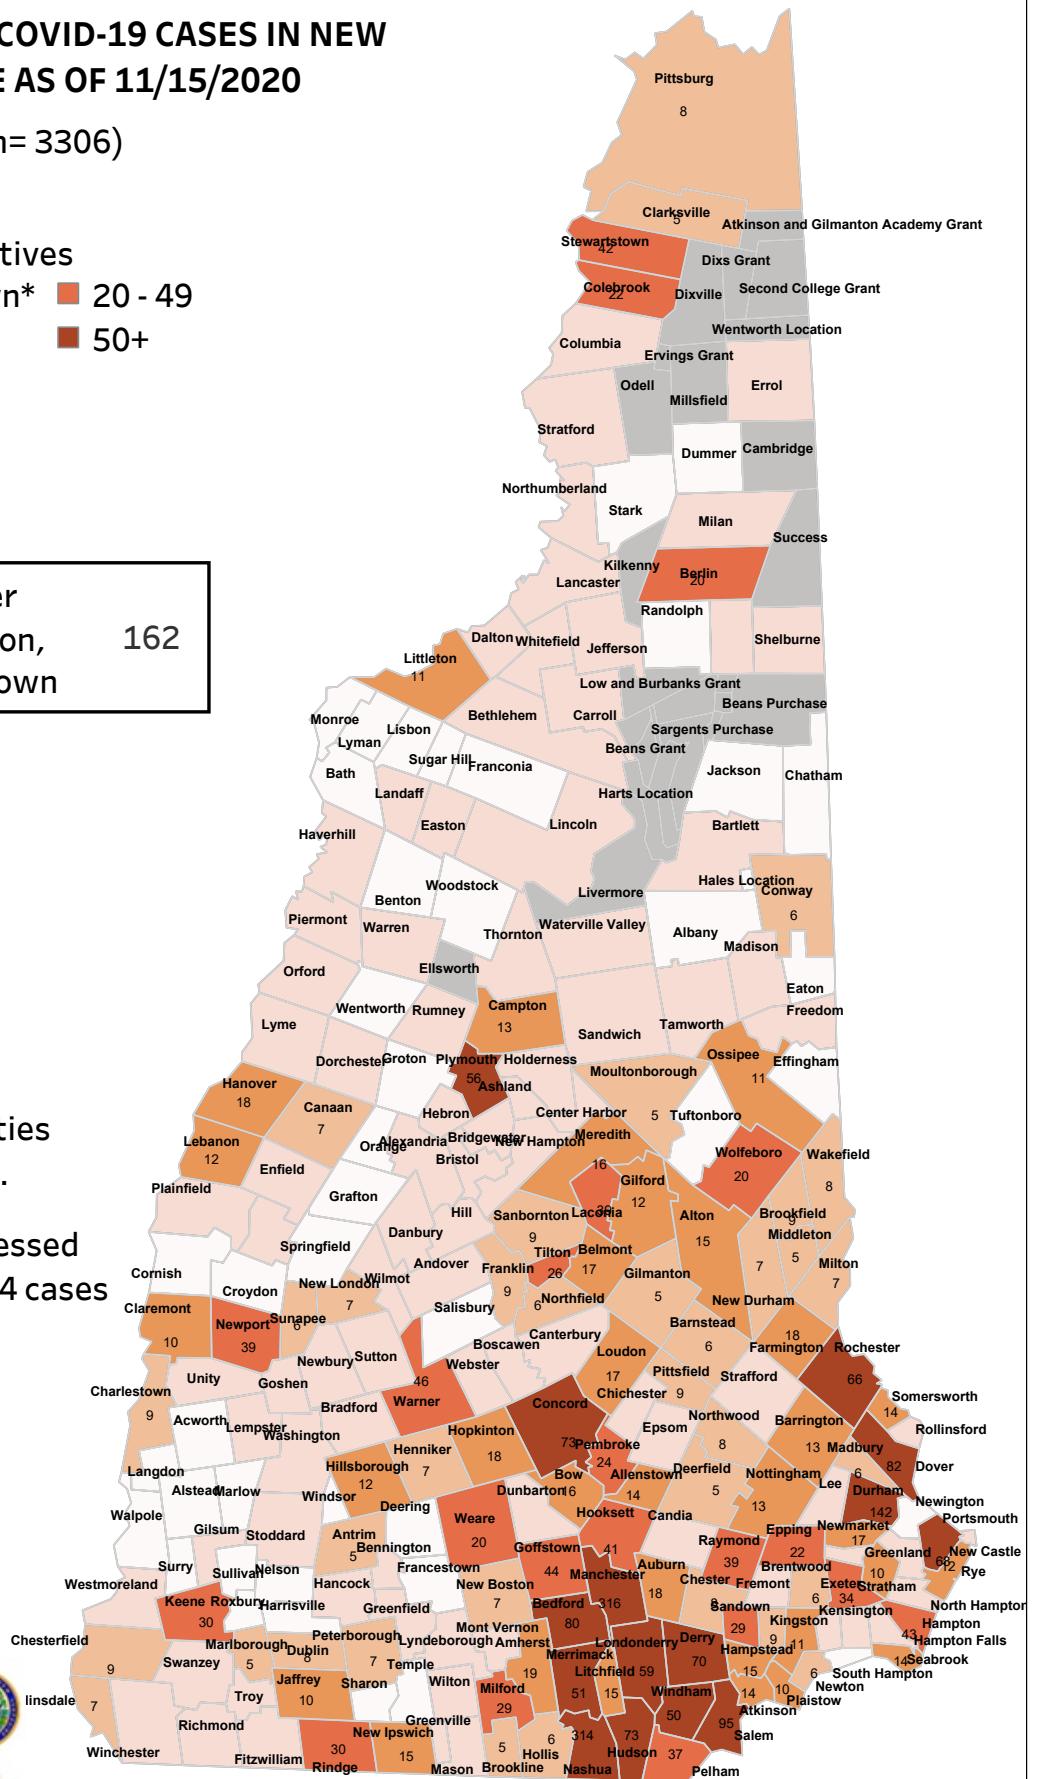 COVID-19 CASES IN NEW
E AS OF 11/15/2020
n= 3306)
tives
n*
20 - 49
50+
er
on,
162
own
ties
.
essed
4 cases
Pittsburg
8
Clarksville
5
Atkinson and Gilmanton Academy Grant
Stewartstown
42
Dixs Grant
Colebrook
22
Dixville
Second College Grant
Wentworth Location
Columbia
Ervings Grant
Odell
Errol
Millsfield
Stratford
Dummer
Cambridge
Northumberland
Stark
Milan
Success
Kilkenny
Berlin
20
Lancaster
Randolph
Dalton
Whitefield
Jefferson
Shelburne
Littleton
11
Low and Burbanks Grant
Beans Purchase
Bethlehem
Carroll
Monroe
Lisbon
Sargents Purchase
Lyman
Beans Grant
Sugar Hill
Franconia
Bath
Jackson
Chatham
Landaff
Harts Location
Haverhill
Easton
Lincoln
Bartlett
Woodstock
Hales Location
Conway
6
Benton
Livermore
Piermont
Warren
Thornton
Waterville Valley
Albany
Madison
Orford
Ellsworth
Eaton
Wentworth
Rumney
Campton
13
Freedom
Lyme
Sandwich
Tamworth
Dorchester
Groton
Plymouth
56
Holderness
Ossipee
11
Effingham
Hanover
18
Ashland
Moultonborough
5
Canaan
7
Hebron
Center Harbor
Tuftonboro
Lebanon
12
Orange
Alexandria
Bridgewater
New Hampton
Meredith
16
Enfield
Bristol
Wolfeboro
20
Wakefield
8
Plainfield
Grafton
Gilford
12
Hill
Sanbornton
9
Laconia
39
Alton
15
Brookfield
9
Danbury
Middleton
5
Springfield
Andover
Tilton
26
Belmont
17
Cornish
Franklin
9
Gilmanton
5
7
Milton
7
Croydon
New London
7
Wilmot
Claremont
10
Salisbury
6
Northfield
New Durham
Newport
39
Sunapee
6
Barnstead
6
18
Farmington
Boscawen
Canterbury
Rochester
66
Newbury
Sutton
Webster
Loudon
17
Unity
Goshen
46
Warner
Pittsfield
9
Strafford
Charlestown
9
Chichester
Somersworth
14
Bradford
Concord
73
Acworth
Lempster
Washington
Epsom
Northwood
8
Barrington
13
Rollinsford
Hopkinton
18
Pembroke
24
Madbury
6
Dover
82
Henniker
7
Langdon
Hillsborough
12
Bow
16
Allenstown
14
Deerfield
5
Nottingham
13
Lee
Alstead
Marlow
Windsor
Dunbarton
Durham
142
Newington
Walpole
Deering
Weare
20
Hooksett
41
Candia
Portsmouth
68
Gilsum
Stoddard
Antrim
5
Bennington
Epping
22
Newmarket
17
Goffstown
44
Raymond
39
Greenland
10
New Castle
Surry
Sullivan
Nelson
Francestown
Manchester
316
Auburn
18
Brentwood
6
Rye
12
Westmoreland
Hancock
New Boston
7
Chester
8
Fremont
Exeter
34
Stratham
Keene
30
Roxbury
Harrisville
Greenfield
Bedford
80
Sandown
29
Kensington
North Hampton
Mont Vernon
Kingston
11
Hampton
43
Chesterfield
9
Marlborough
5
Dublin
8
Peterborough
7
Lyndeborough
Amherst
19
Londonderry
59
Derry
70
9
Hampstead
15
Hampton Falls
Swanzey
Merrimack
51
Seabrook
14
Temple
Litchfield
15
6
South Hampton
linsdale
7
Jaffrey
10
Sharon
Wilton
Milford
29
Windham
50
14
10
Newton
Troy
Plaistow
Atkinson
Richmond
Greenville
95
New Ipswich
15
314
73
Salem
Winchester
Fitzwilliam
30
Rindge
5
6
Hollis
Hudson
37
Mason
Brookline
Nashua
Pelham